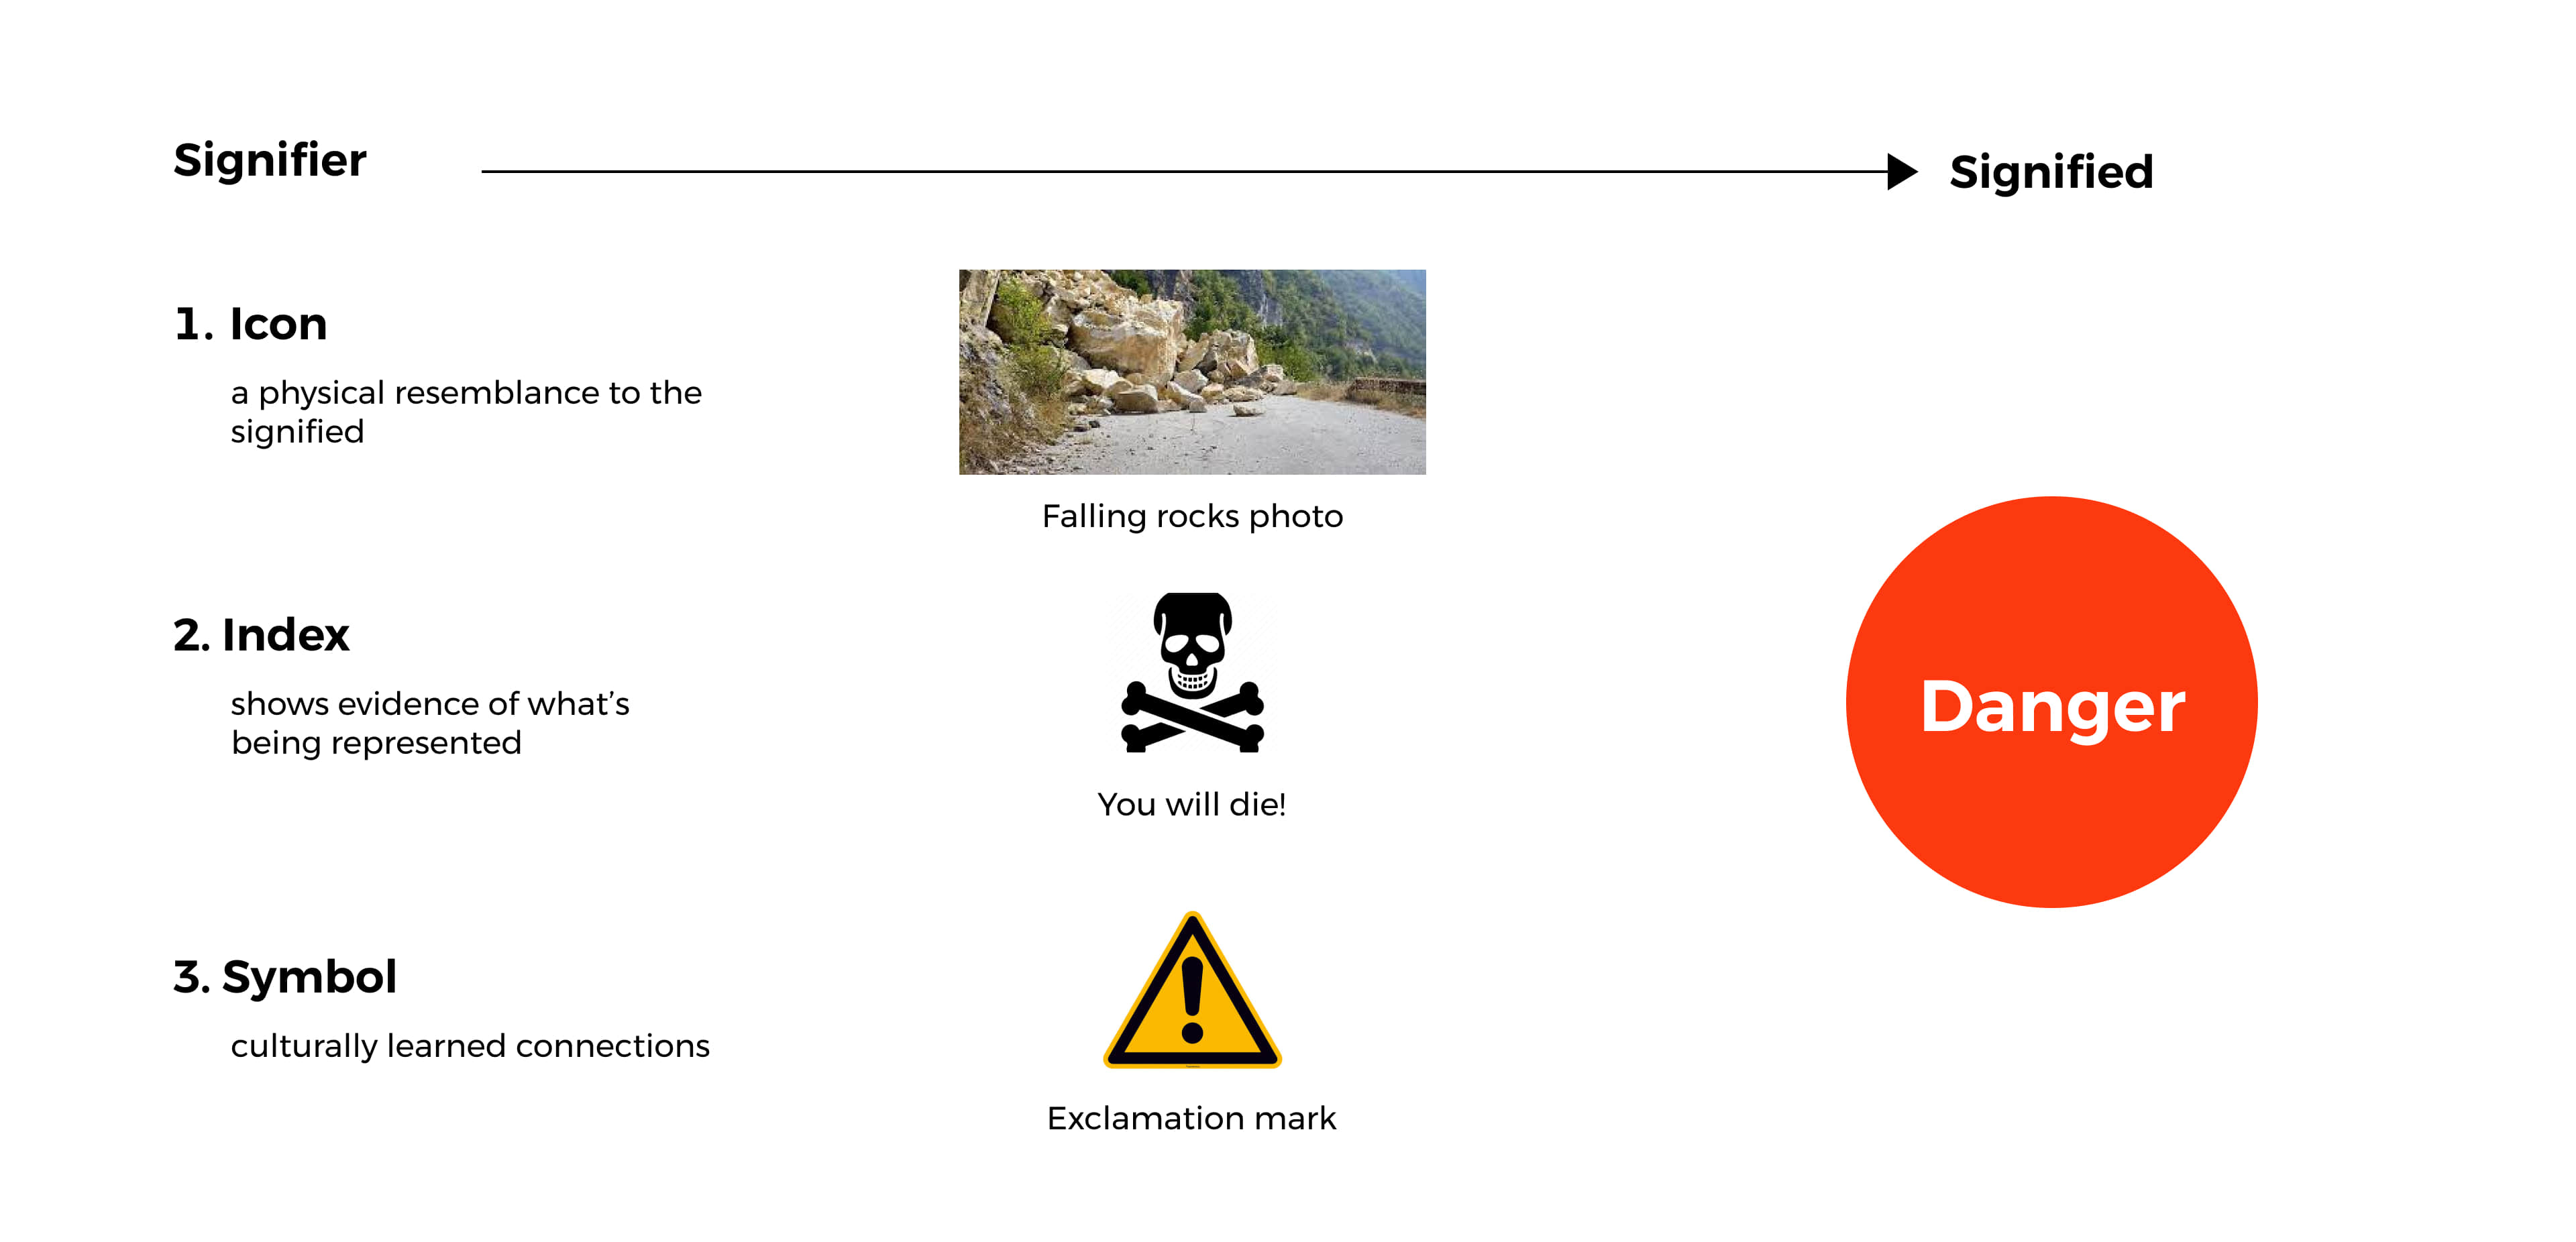 Signifier
Signified
1. Icon
a physical resemblance to the
signified
Falling rocks photo
2. Index
shows evidence of what’s
being represented
You will die!
Danger
3. Symbol
culturally learned connections
Exclamation mark